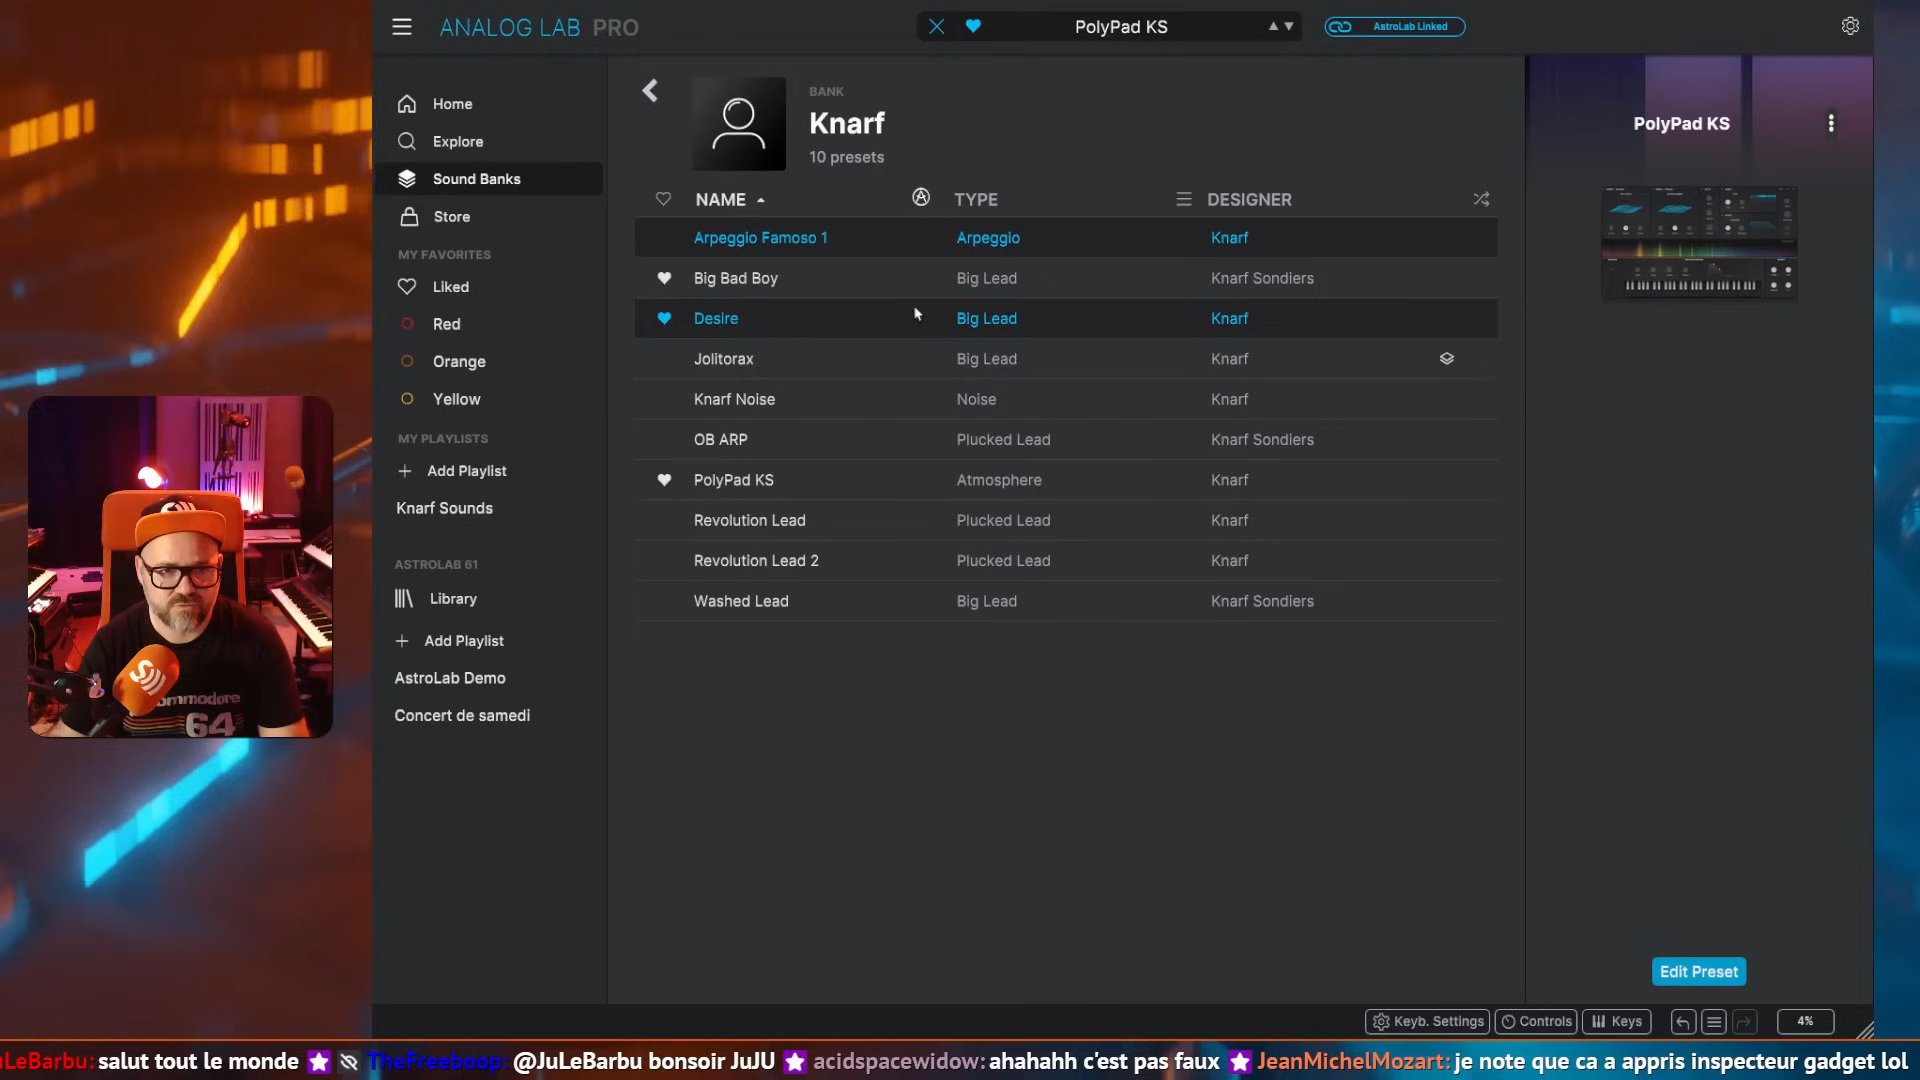 ANALOG LAB PRO
PolyPad KS
AstroLab Linked
Home
Explore
Sound Banks
Store
MY FAVORITES
Liked
Red
Orange
Yellow
MY PLAYLISTS
Add Playlist
Knarf Sounds
ASTROLAB 61
Library
Add Playlist
AstroLab Demo
Concert de samedi
BANK
Knarf
10 presets
NAME TYPE DESIGNER
Arpeggio Famoso 1 Arpeggio Knarf
Big Bad Boy Big Lead Knarf Sondiers
Desire Big Lead Knarf
Jolitorax Big Lead Knarf
Knarf Noise Noise Knarf
OB ARP Plucked Lead Knarf Sondiers
PolyPad KS Atmosphere Knarf
Revolution Lead Plucked Lead Knarf
Revolution Lead 2 Plucked Lead Knarf
Washed Lead Big Lead Knarf Sondiers
PolyPad KS
Edit Preset
Keyb. Settings Controls Keys 4%
commodore
64
uLeBarbu: salut tout le monde TheFreeboop: @JuLeBarbu bonsoir JuJU acidspacewidow: ahahahh c'est pas faux JeanMichelMozart: je note que ca a appris inspecteur gadget lol